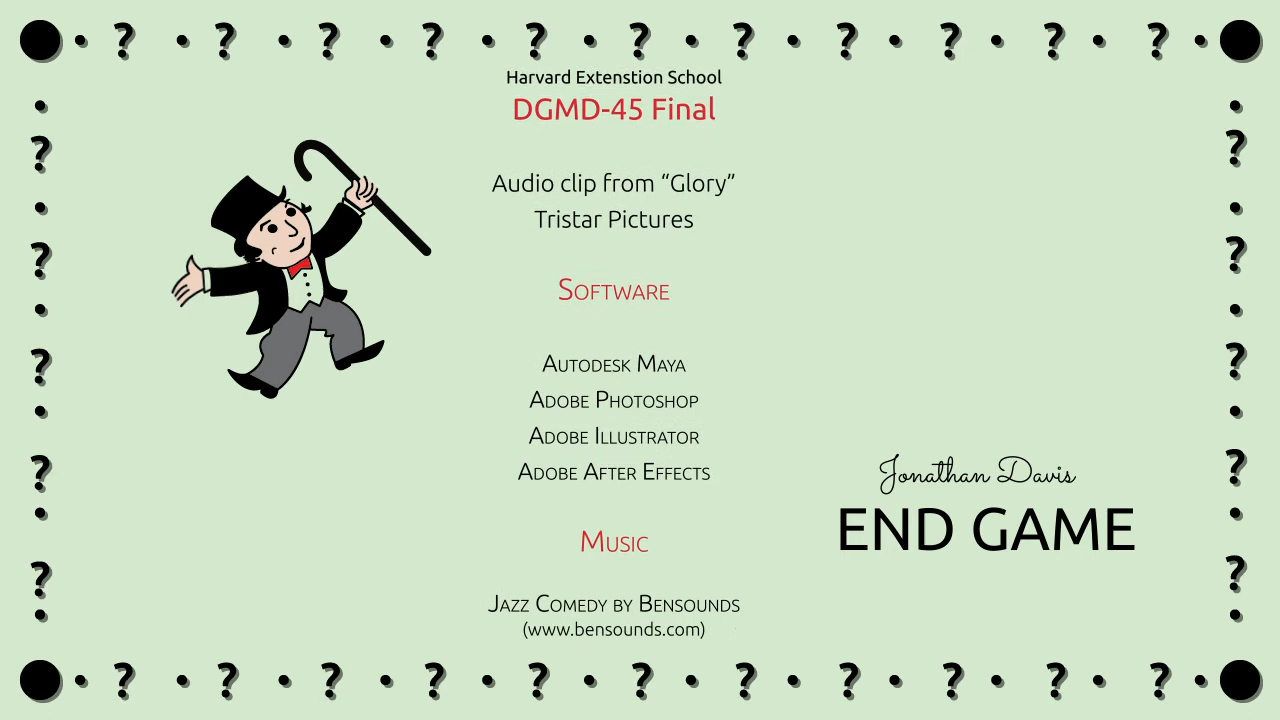 Harvard Extenstion School
DGMD-45 Final
Audio clip from “Glory”
Tristar Pictures
Software
Autodesk Maya
Adobe Photoshop
Adobe Illustrator
Adobe After Effects
Music
Jazz Comedy by Bensounds
(www.bensounds.com)
Jonathan Davis
END GAME